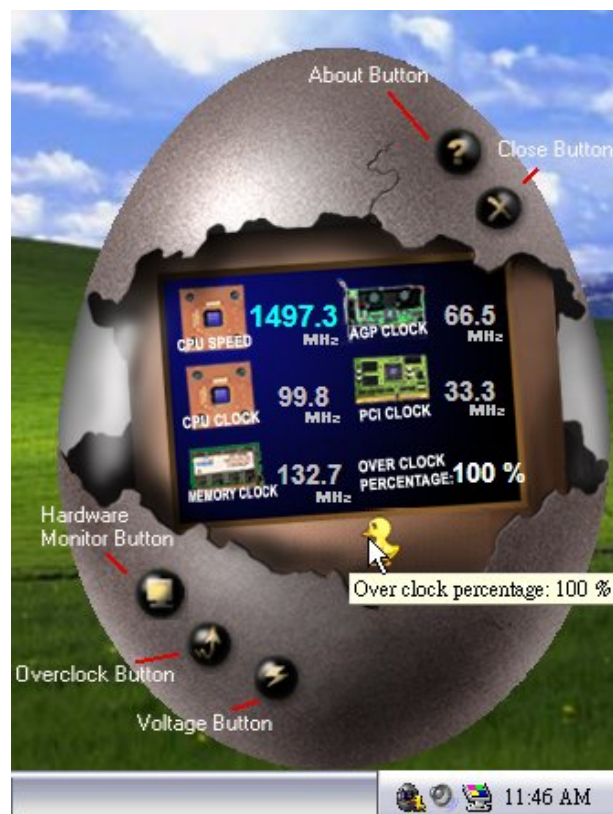 About Button
Close Button
1497.3
MHz
CPU SPEED
AGP CLOCK
66.5
MHz
99.8
MHz
CPU CLOCK
PCI CLOCK
33.3
MHz
132.7
MHz
MEMORY CLOCK
OVER CLOCK
PERCENTAGE:100 %
Hardware
Monitor Button
Over clock percentage: 100 %
Overclock Button
Voltage Button
11:46 AM